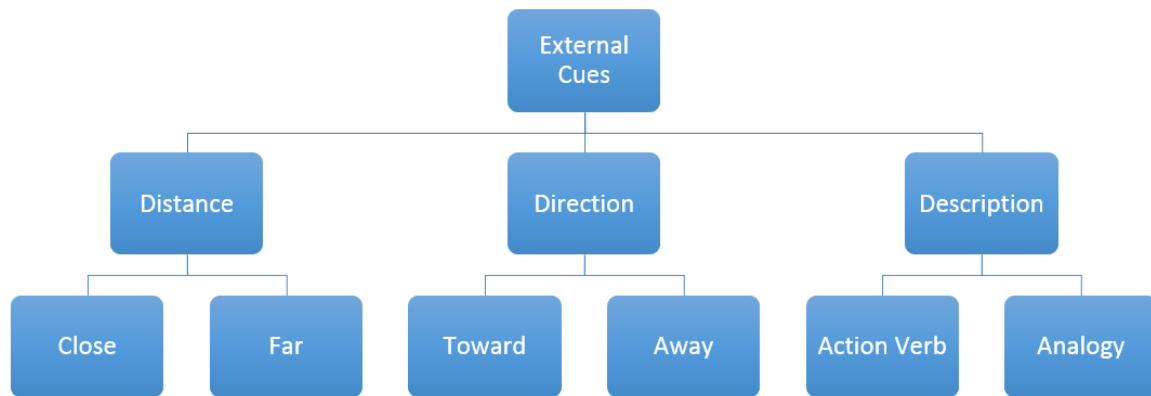 External
Cues
Distance
Direction
Description
Close
Far
Toward
Away
Action Verb
Analogy